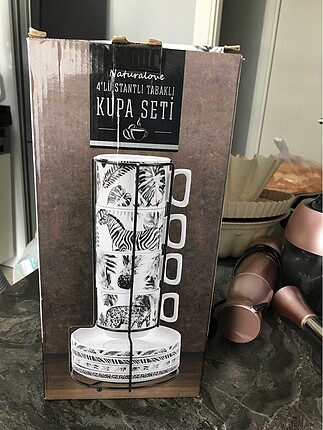 Naturalove
4'LÜ STANTLI TABAKLI
KUPA SETİ